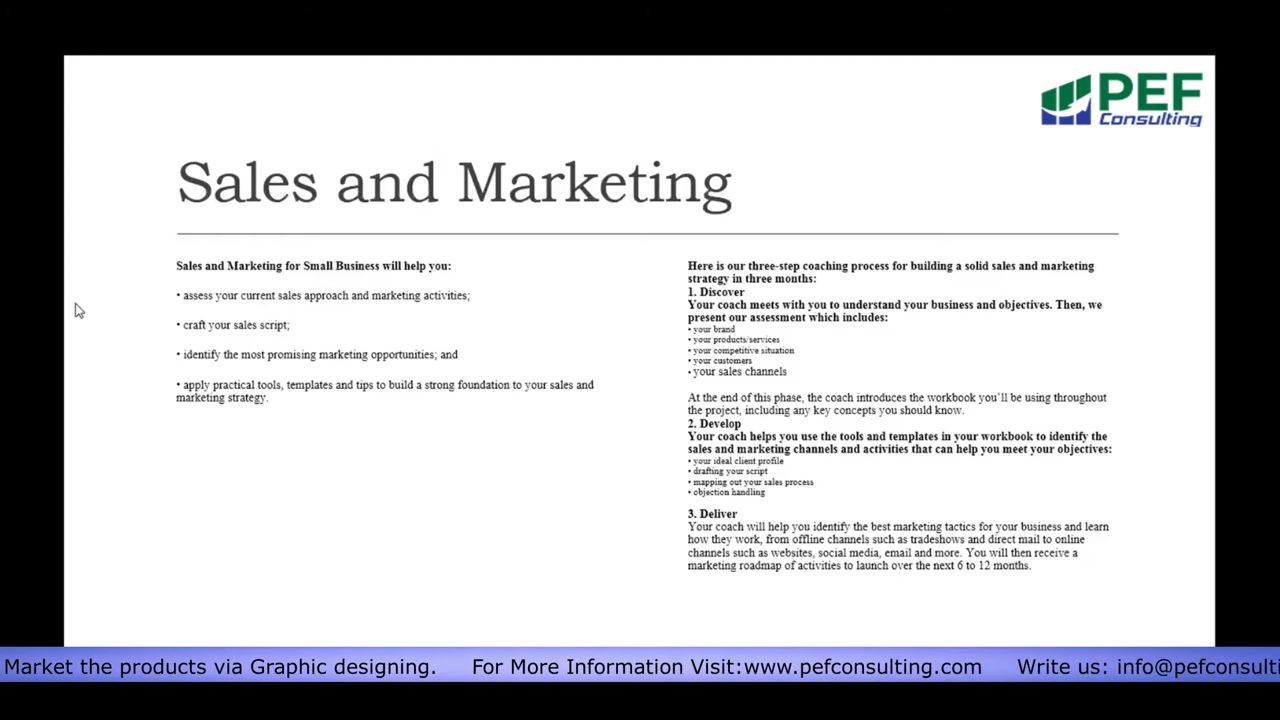 PEF
Consulting
Sales and Marketing
Sales and Marketing for Small Business will help you:
• assess your current sales approach and marketing activities;
• craft your sales script;
• identify the most promising marketing opportunities; and
• apply practical tools, templates and tips to build a strong foundation to your sales and
marketing strategy.
Here is our three-step coaching process for building a solid sales and marketing
strategy in three months:
1. Discover
Your coach meets with you to understand your business and objectives. Then, we
present our assessment which includes:
• your brand
• your products/services
• your competitive situation
• your customers
• your sales channels
At the end of this phase, the coach introduces the workbook you’ll be using throughout
the project, including any key concepts you should know.
2. Develop
Your coach helps you use the tools and templates in your workbook to identify the
sales and marketing channels and activities that can help you meet your objectives:
• your ideal client profile
• drafting your script
• mapping out your sales process
• objection handling
3. Deliver
Your coach will help you identify the best marketing tactics for your business and learn
how they work, from offline channels such as tradeshows and direct mail to online
channels such as websites, social media, email and more. You will then receive a
marketing roadmap of activities to launch over the next 6 to 12 months.
Market the products via Graphic designing. For More Information Visit:www.pefconsulting.com Write us: info@pefconsulti